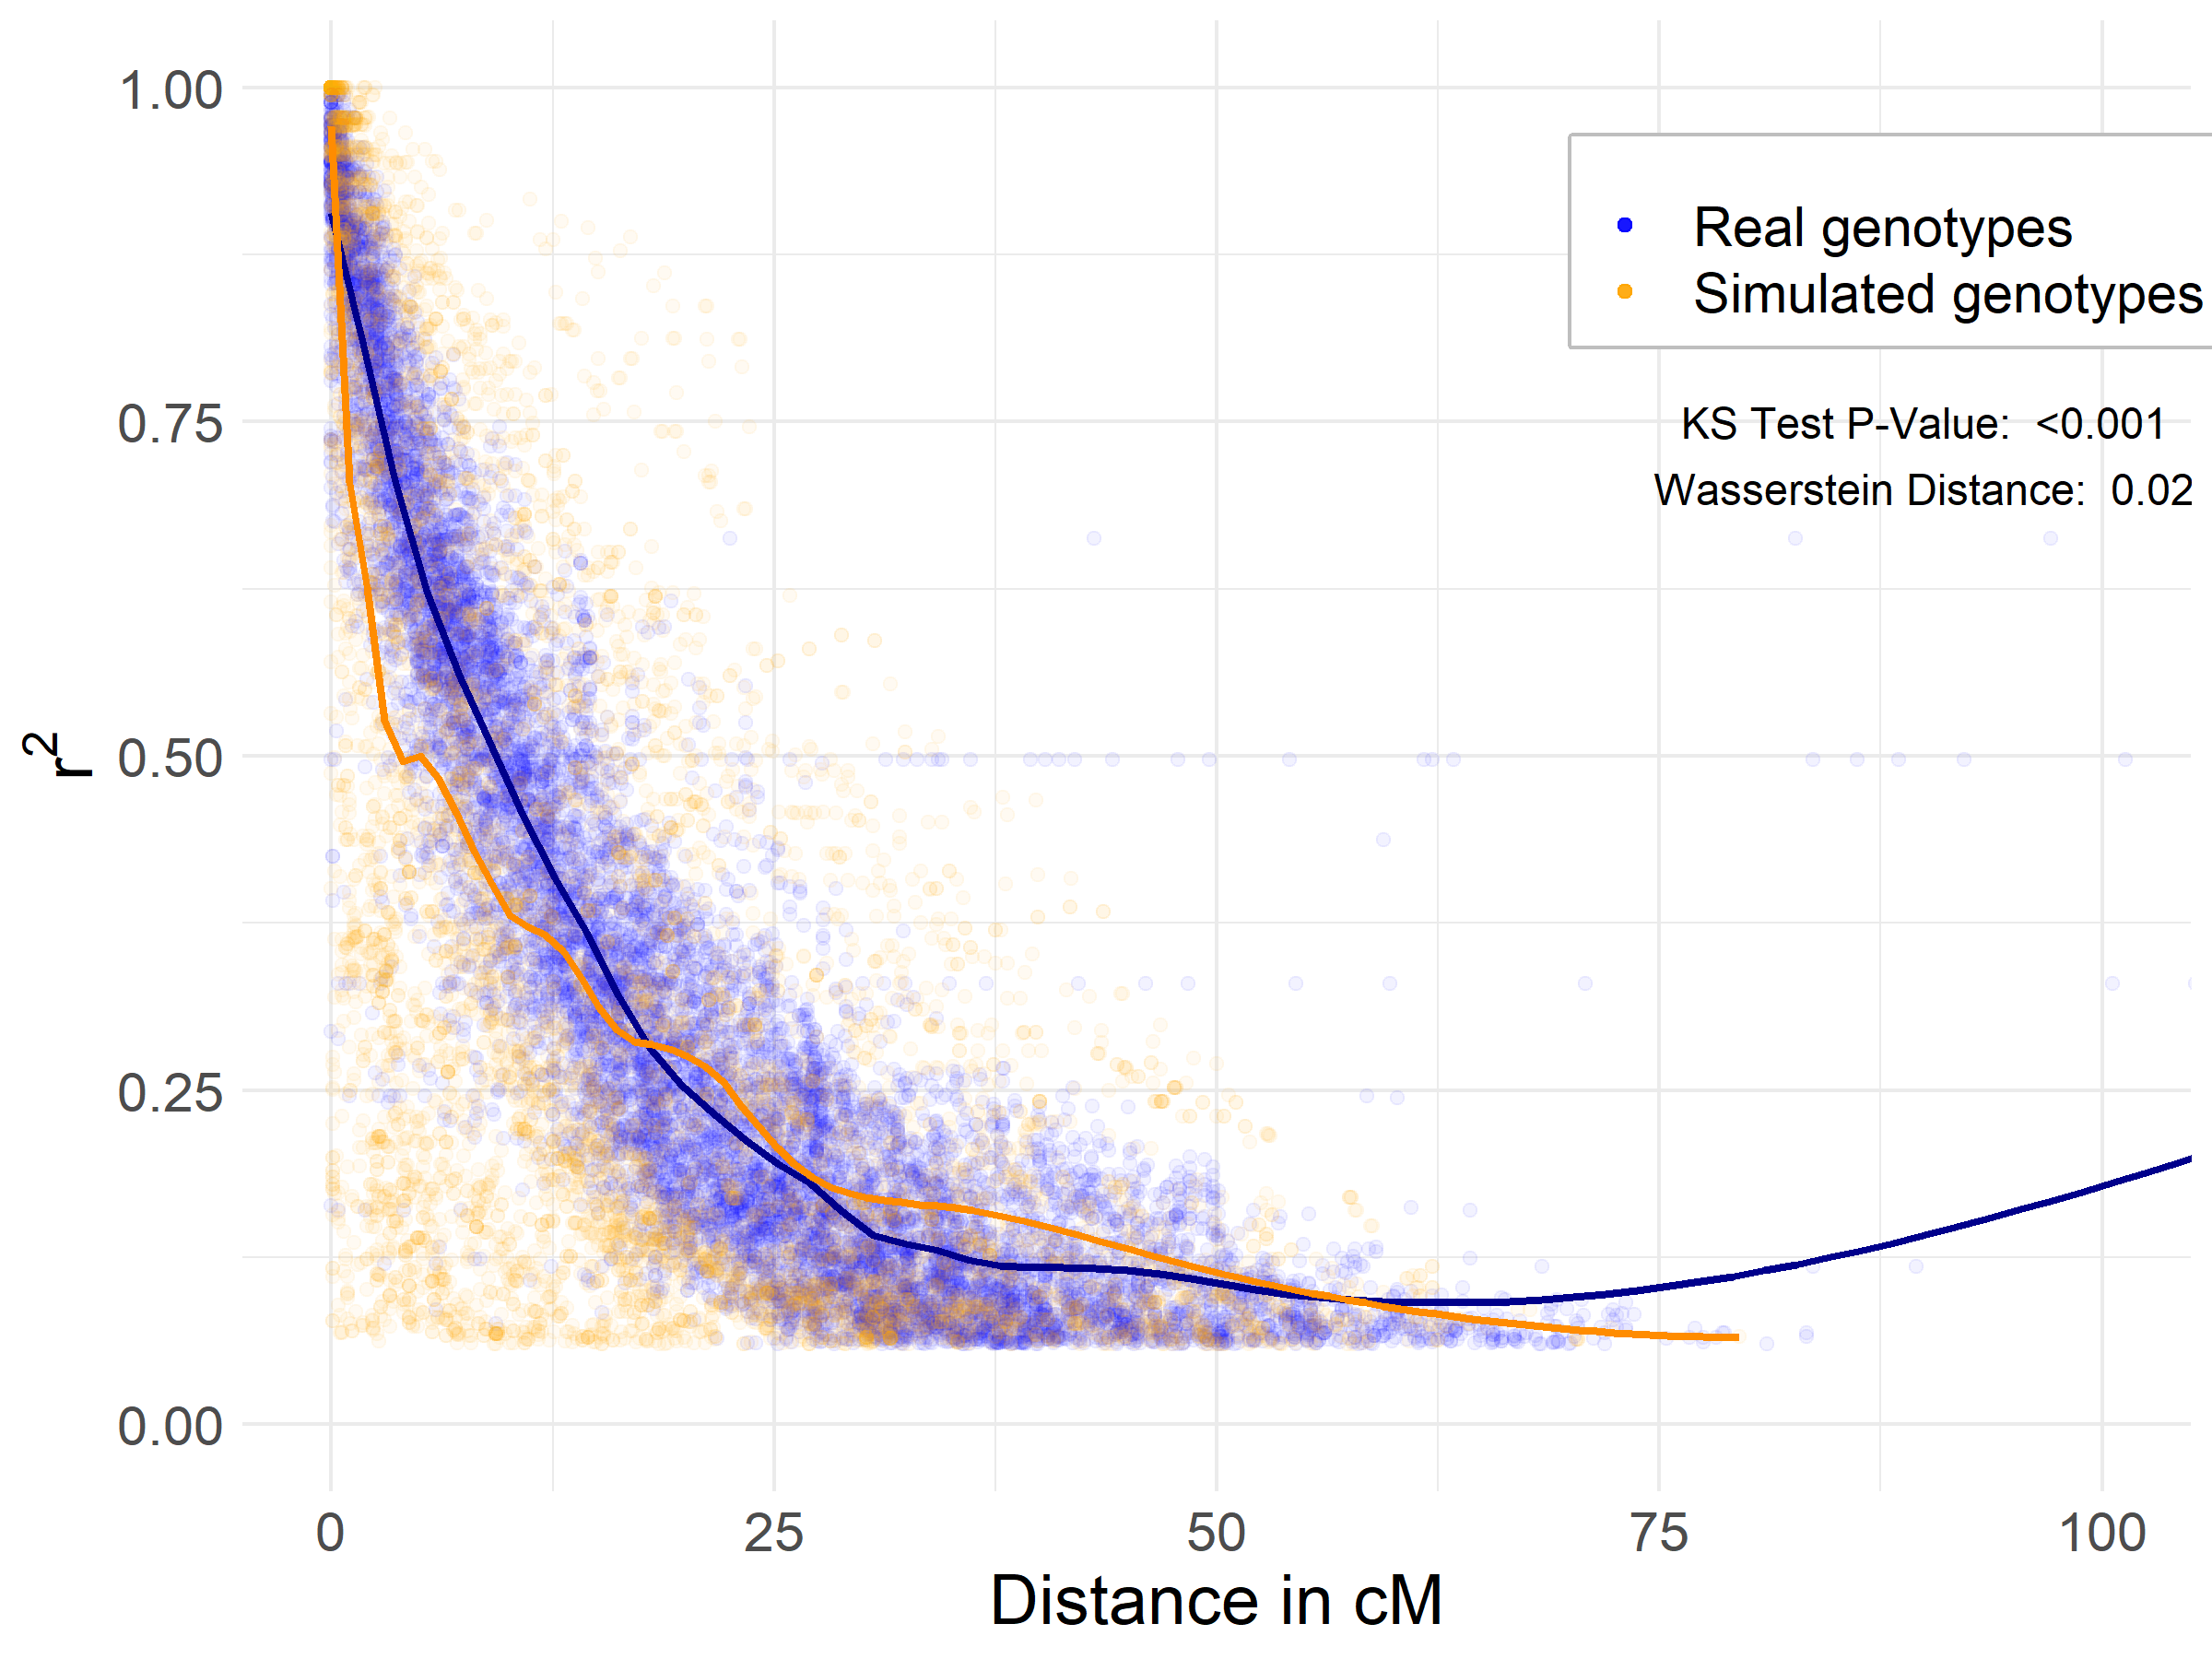 1.00
0.75
0.50
0.25
0.00
r²
Real genotypes
Simulated genotypes
KS Test P-Value: <0.001
Wasserstein Distance: 0.02
0 25 50 75 100
Distance in cM